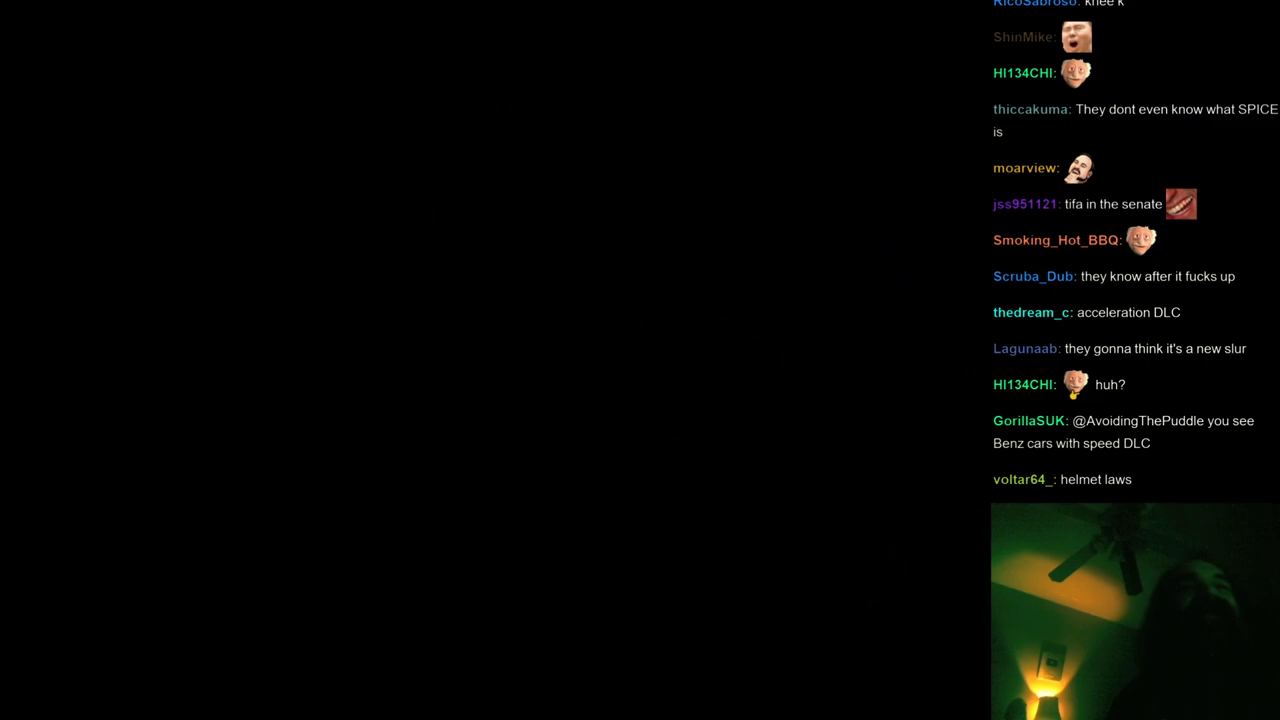 RicoSabroso: knee k
ShinMike:
HI134CHI:
thiccakuma: They dont even know what SPICE
is
moarview:
jss951121: tifa in the senate
Smoking_Hot_BBQ:
Scruba_Dub: they know after it fucks up
thedream_c: acceleration DLC
Lagunaab: they gonna think it's a new slur
HI134CHI: huh?
GorillaSUK: @AvoidingThePuddle you see
Benz cars with speed DLC
voltar64_: helmet laws